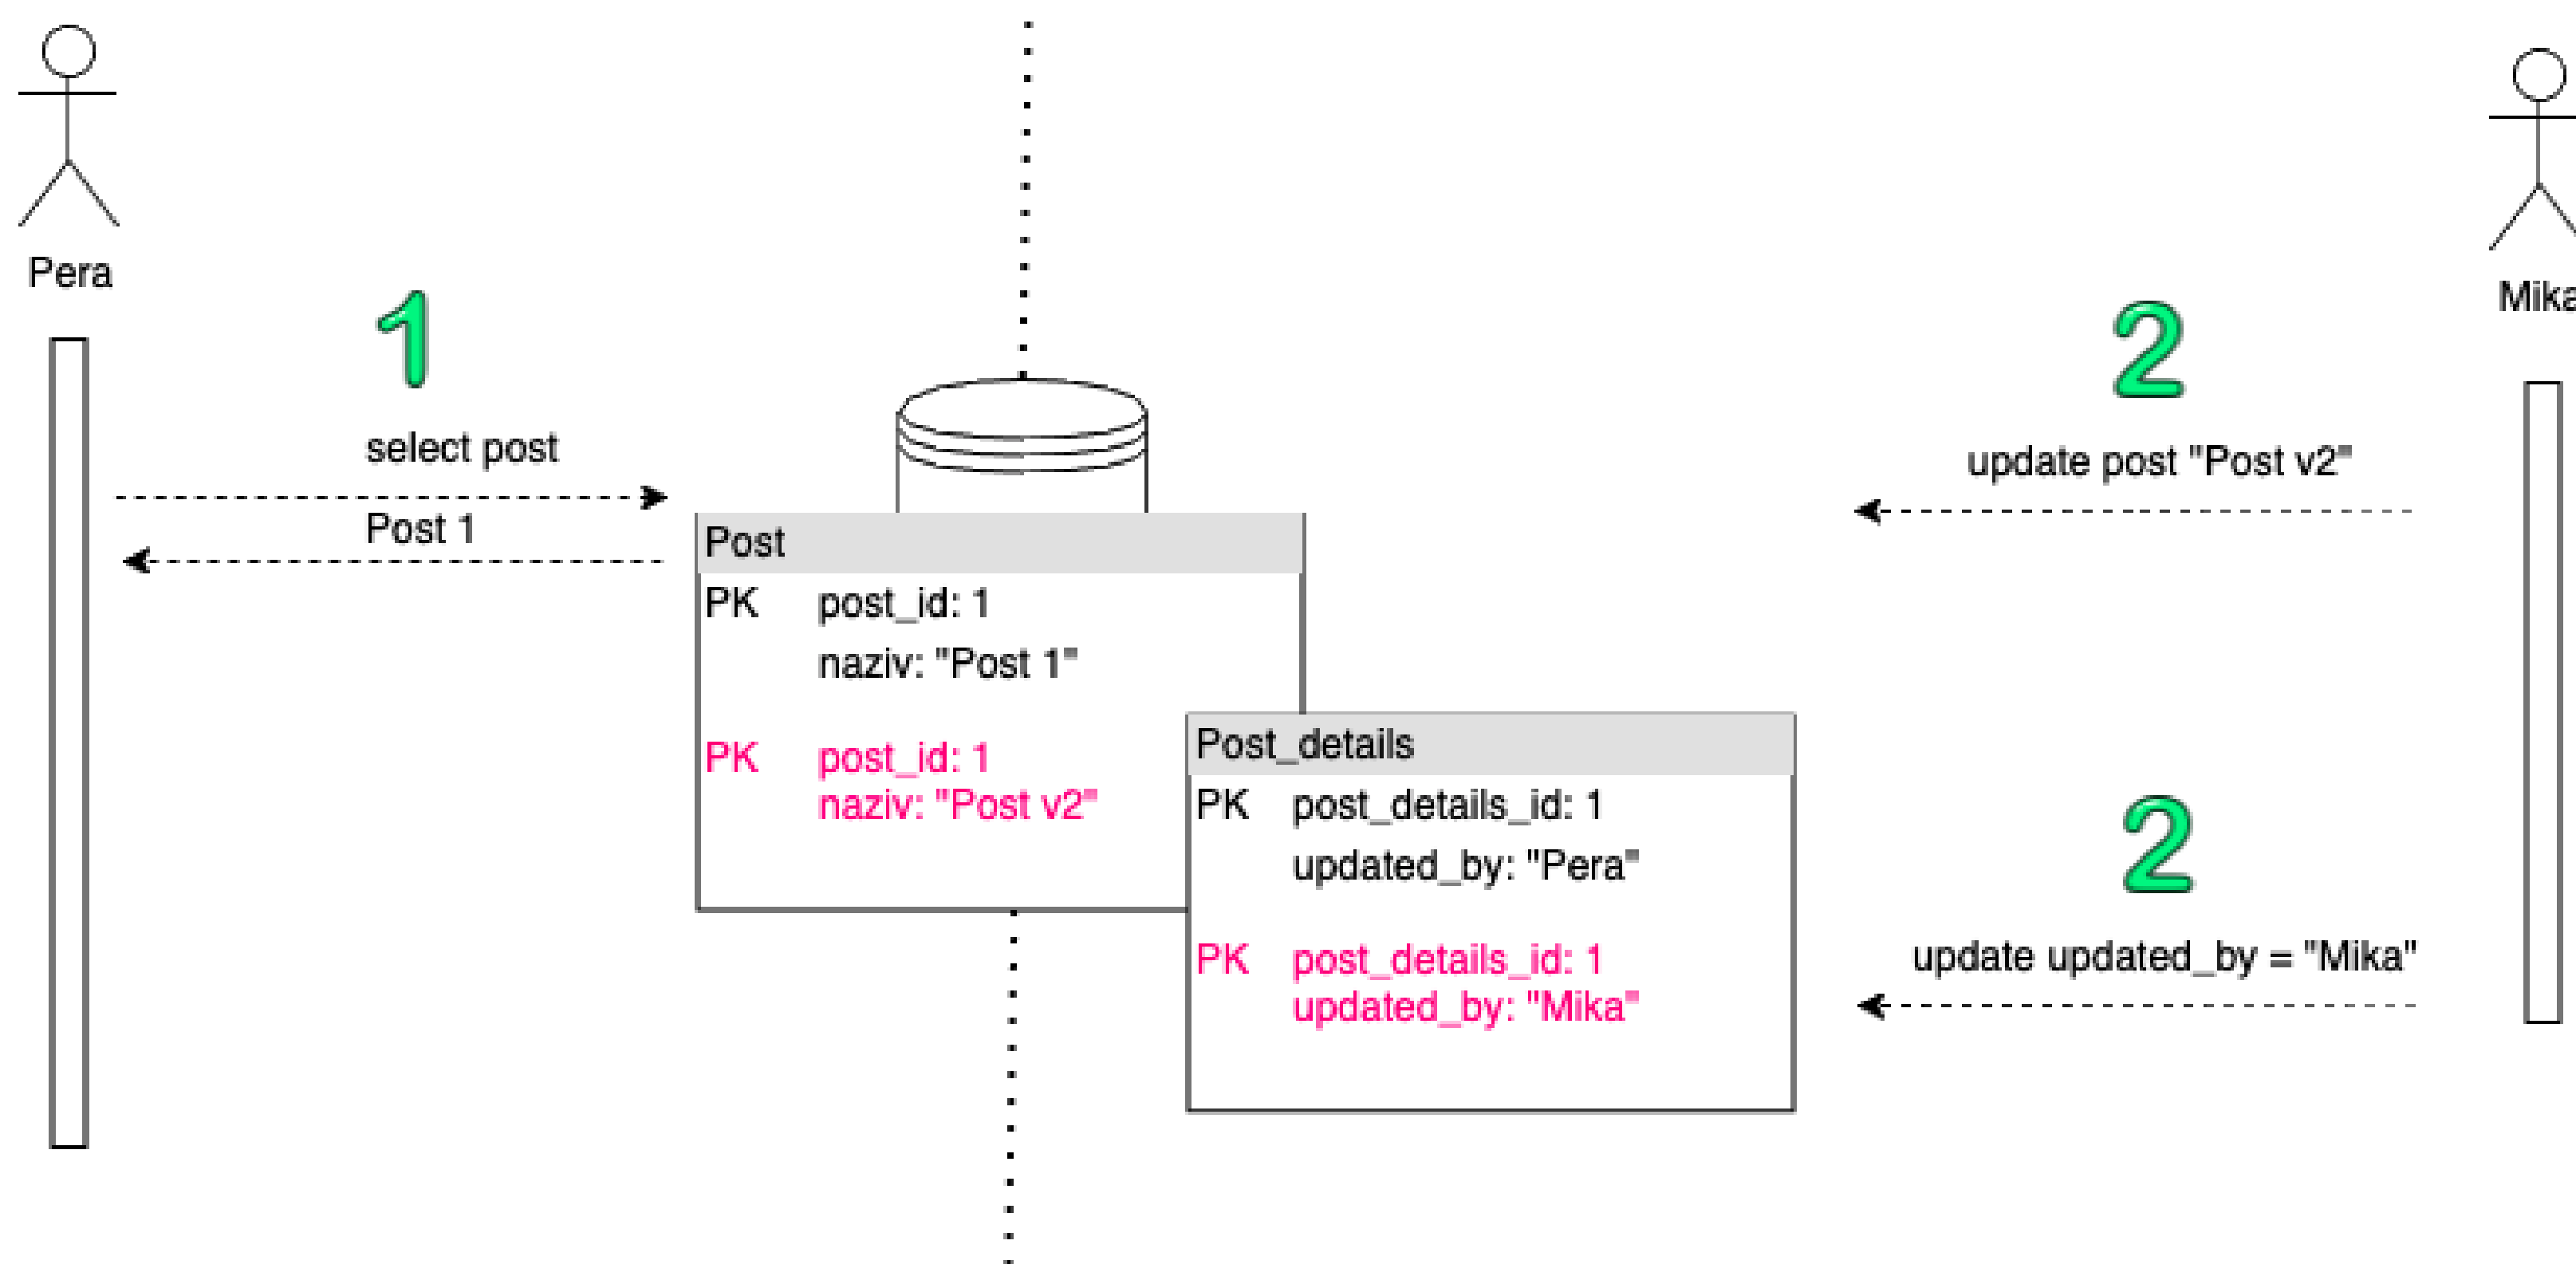 Pera
Mika
1
2
select post
Post 1
update post "Post v2"
Post
PK post_id: 1
naziv: "Post 1"
PK post_id: 1
naziv: "Post v2"
Post_details
PK post_details_id: 1
updated_by: "Pera"
PK post_details_id: 1
updated_by: "Mika"
2
update updated_by = "Mika"